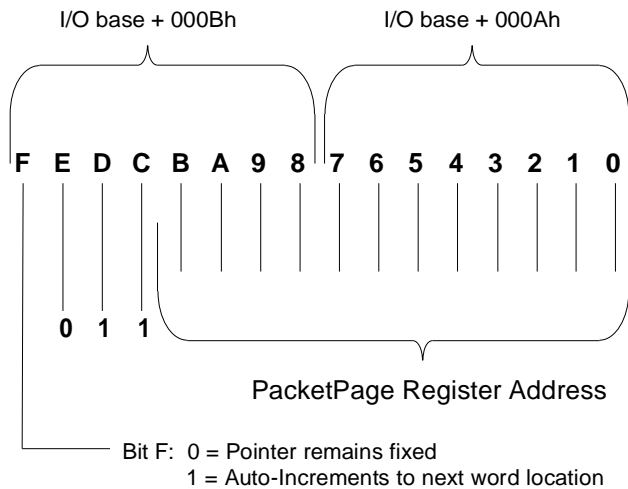 I/O base + 000Bh I/O base + 000Ah
F E D C B A 9 8 7 6 5 4 3 2 1 0
0 1 1
PacketPage Register Address
Bit F: 0 = Pointer remains fixed
1 = Auto-Increments to next word location